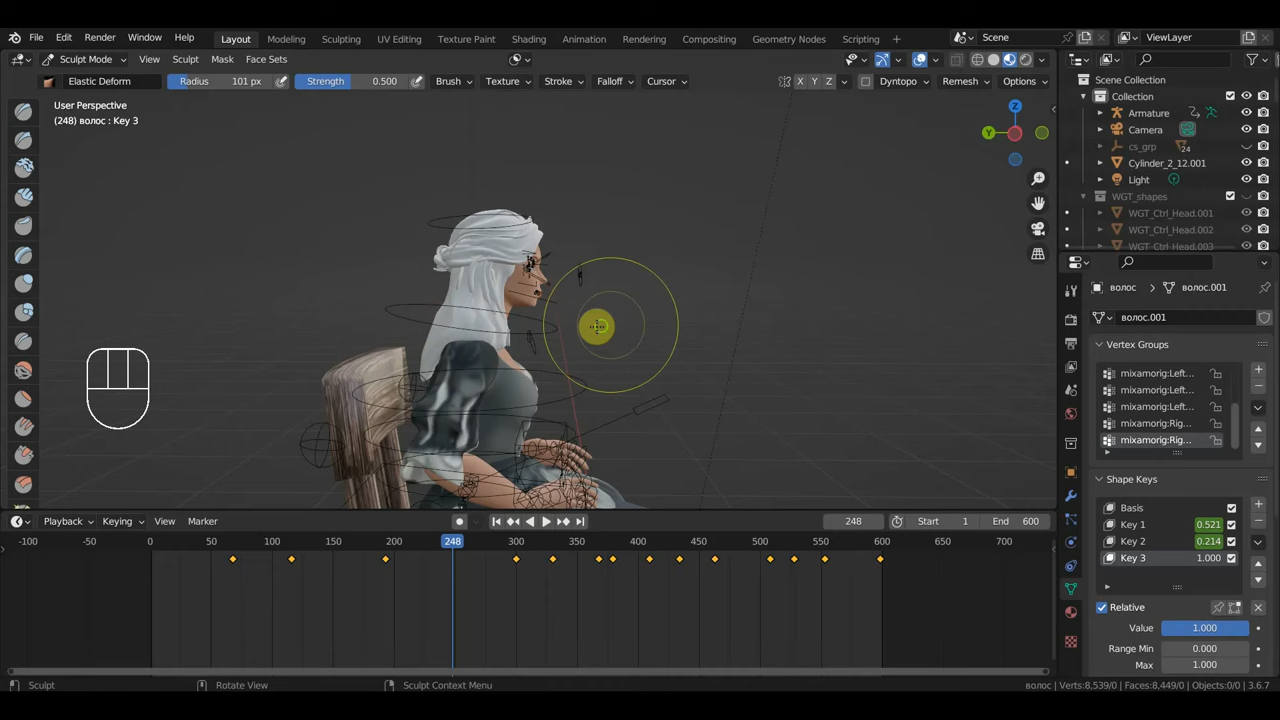 File Edit Render Window Help Layout Modeling Sculpting UV Editing Texture Paint Shading Animation Rendering Compositing Geometry Nodes Scripting Scene ViewLayer
Sculpt Mode View Sculpt Mask Face Sets
Elastic Deform Radius 101 px Strength 0.500 Brush Texture Stroke Falloff Cursor X Y Z Dyntopo Remesh Options
User Perspective
(248) волос : Key 3
Z
Y
Scene Collection
Collection
Armature
Camera
cs_grp 24
Cylinder_2_12.001
Light
WGT_shapes
WGT_Ctrl_Head.001
WGT_Ctrl_Head.002
WGT_Ctrl_Head.003
волос волос.001
волос.001
Vertex Groups
mixamorig:Left...
mixamorig:Left...
mixamorig:Left...
mixamorig:Rig...
mixamorig:Rig...
Shape Keys
Basis
Key 1 0.521
Key 2 0.214
Key 3 1.000
Relative
Value 1.000
Range Min 0.000
Max 1.000
Playback Keying View Marker 248 Start 1 End 600
-100 -50 0 50 100 150 200 248 300 350 400 450 500 550 600 650 700
Sculpt Rotate View Sculpt Context Menu волос | Verts:8,539/0 | Faces:8,449/0 | Objects:0/0 | 3.6.7